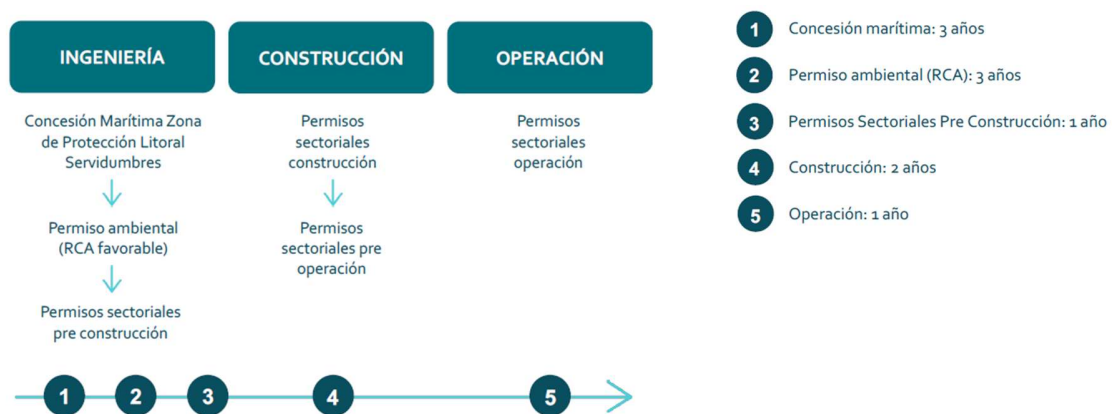 INGENIERÍA
Concesión Marítima Zona
de Protección Litoral
Servidumbres
Permiso ambiental
(RCA favorable)
Permisos sectoriales
pre construcción
CONSTRUCCIÓN
Permisos
sectoriales
construcción
Permisos
sectoriales pre
operación
OPERACIÓN
Permisos
sectoriales
operación
1 2 3 4 5
1 Concesión marítima: 3 años
2 Permiso ambiental (RCA): 3 años
3 Permisos Sectoriales Pre Construcción: 1 año
4 Construcción: 2 años
5 Operación: 1 año